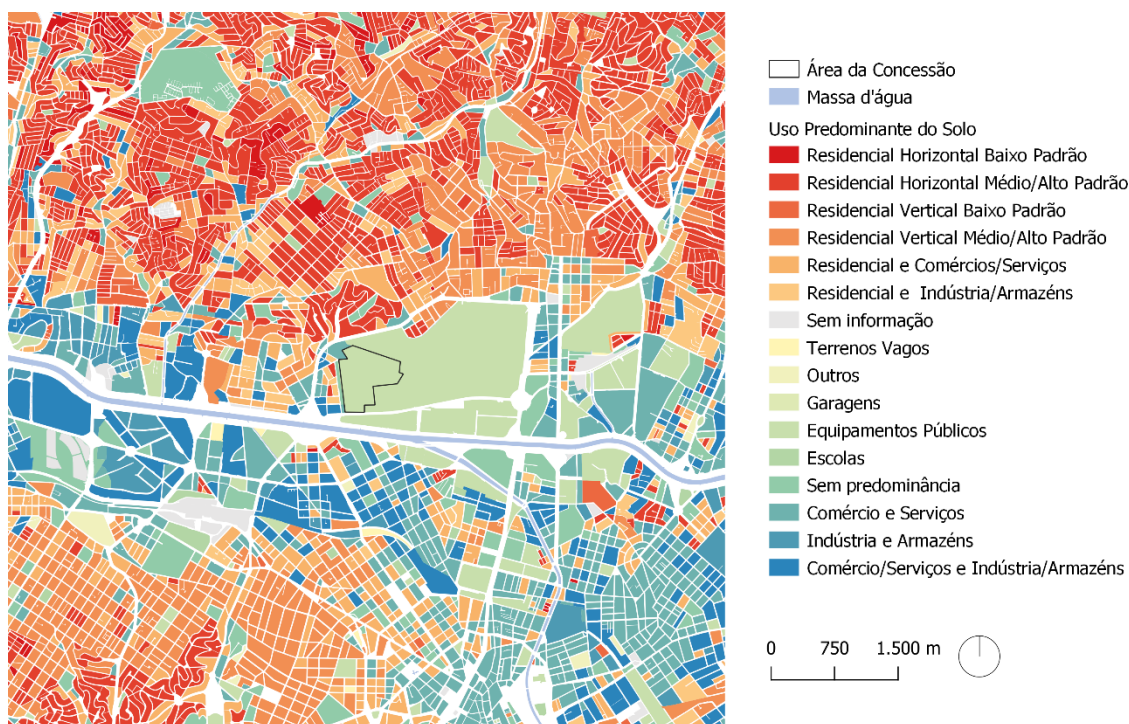 Área da Concessão
Massa d'água
Uso Predominante do Solo
Residencial Horizontal Baixo Padrão
Residencial Horizontal Médio/Alto Padrão
Residencial Vertical Baixo Padrão
Residencial Vertical Médio/Alto Padrão
Residencial e Comércios/Serviços
Residencial e Indústria/Armazéns
Sem informação
Terrenos Vagos
Outros
Garagens
Equipamentos Públicos
Escolas
Sem predominância
Comércio e Serviços
Indústria e Armazéns
Comércio/Serviços e Indústria/Armazéns
0 750 1.500 m